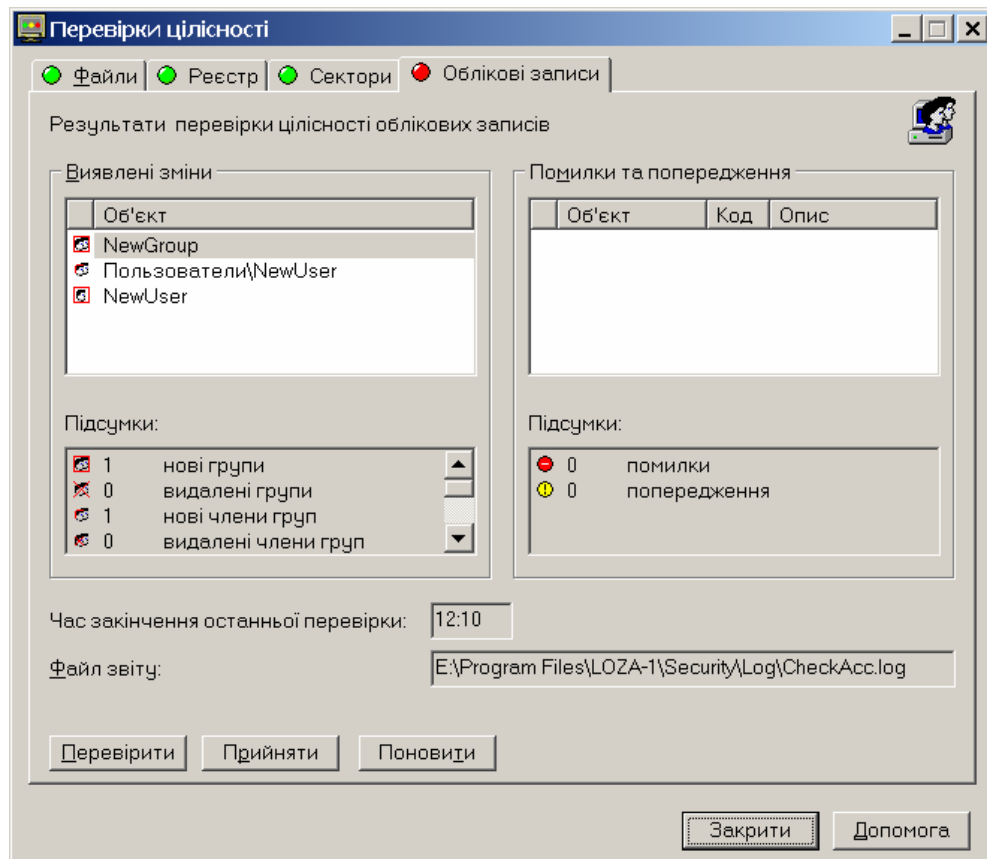 Перевірки цілісності
Файли Реєстр Сектори Облікові записи
Результати перевірки цілісності облікових записів
Виявлені зміни
Об'єкт
NewGroup
Пользователи\NewUser
NewUser
Підсумки:
1 нові групи
0 видалені групи
1 нові члени груп
0 видалені члени груп
Помилки та попередження
Об'єкт Код Опис
Підсумки:
0 помилки
0 попередження
Час закінчення останньої перевірки: 12:10
Файл звіту: E:\Program Files\LOZA-1\Security\Log\CheckAcc.log
Перевірити Прийняти Поновити
Закрити Допомога